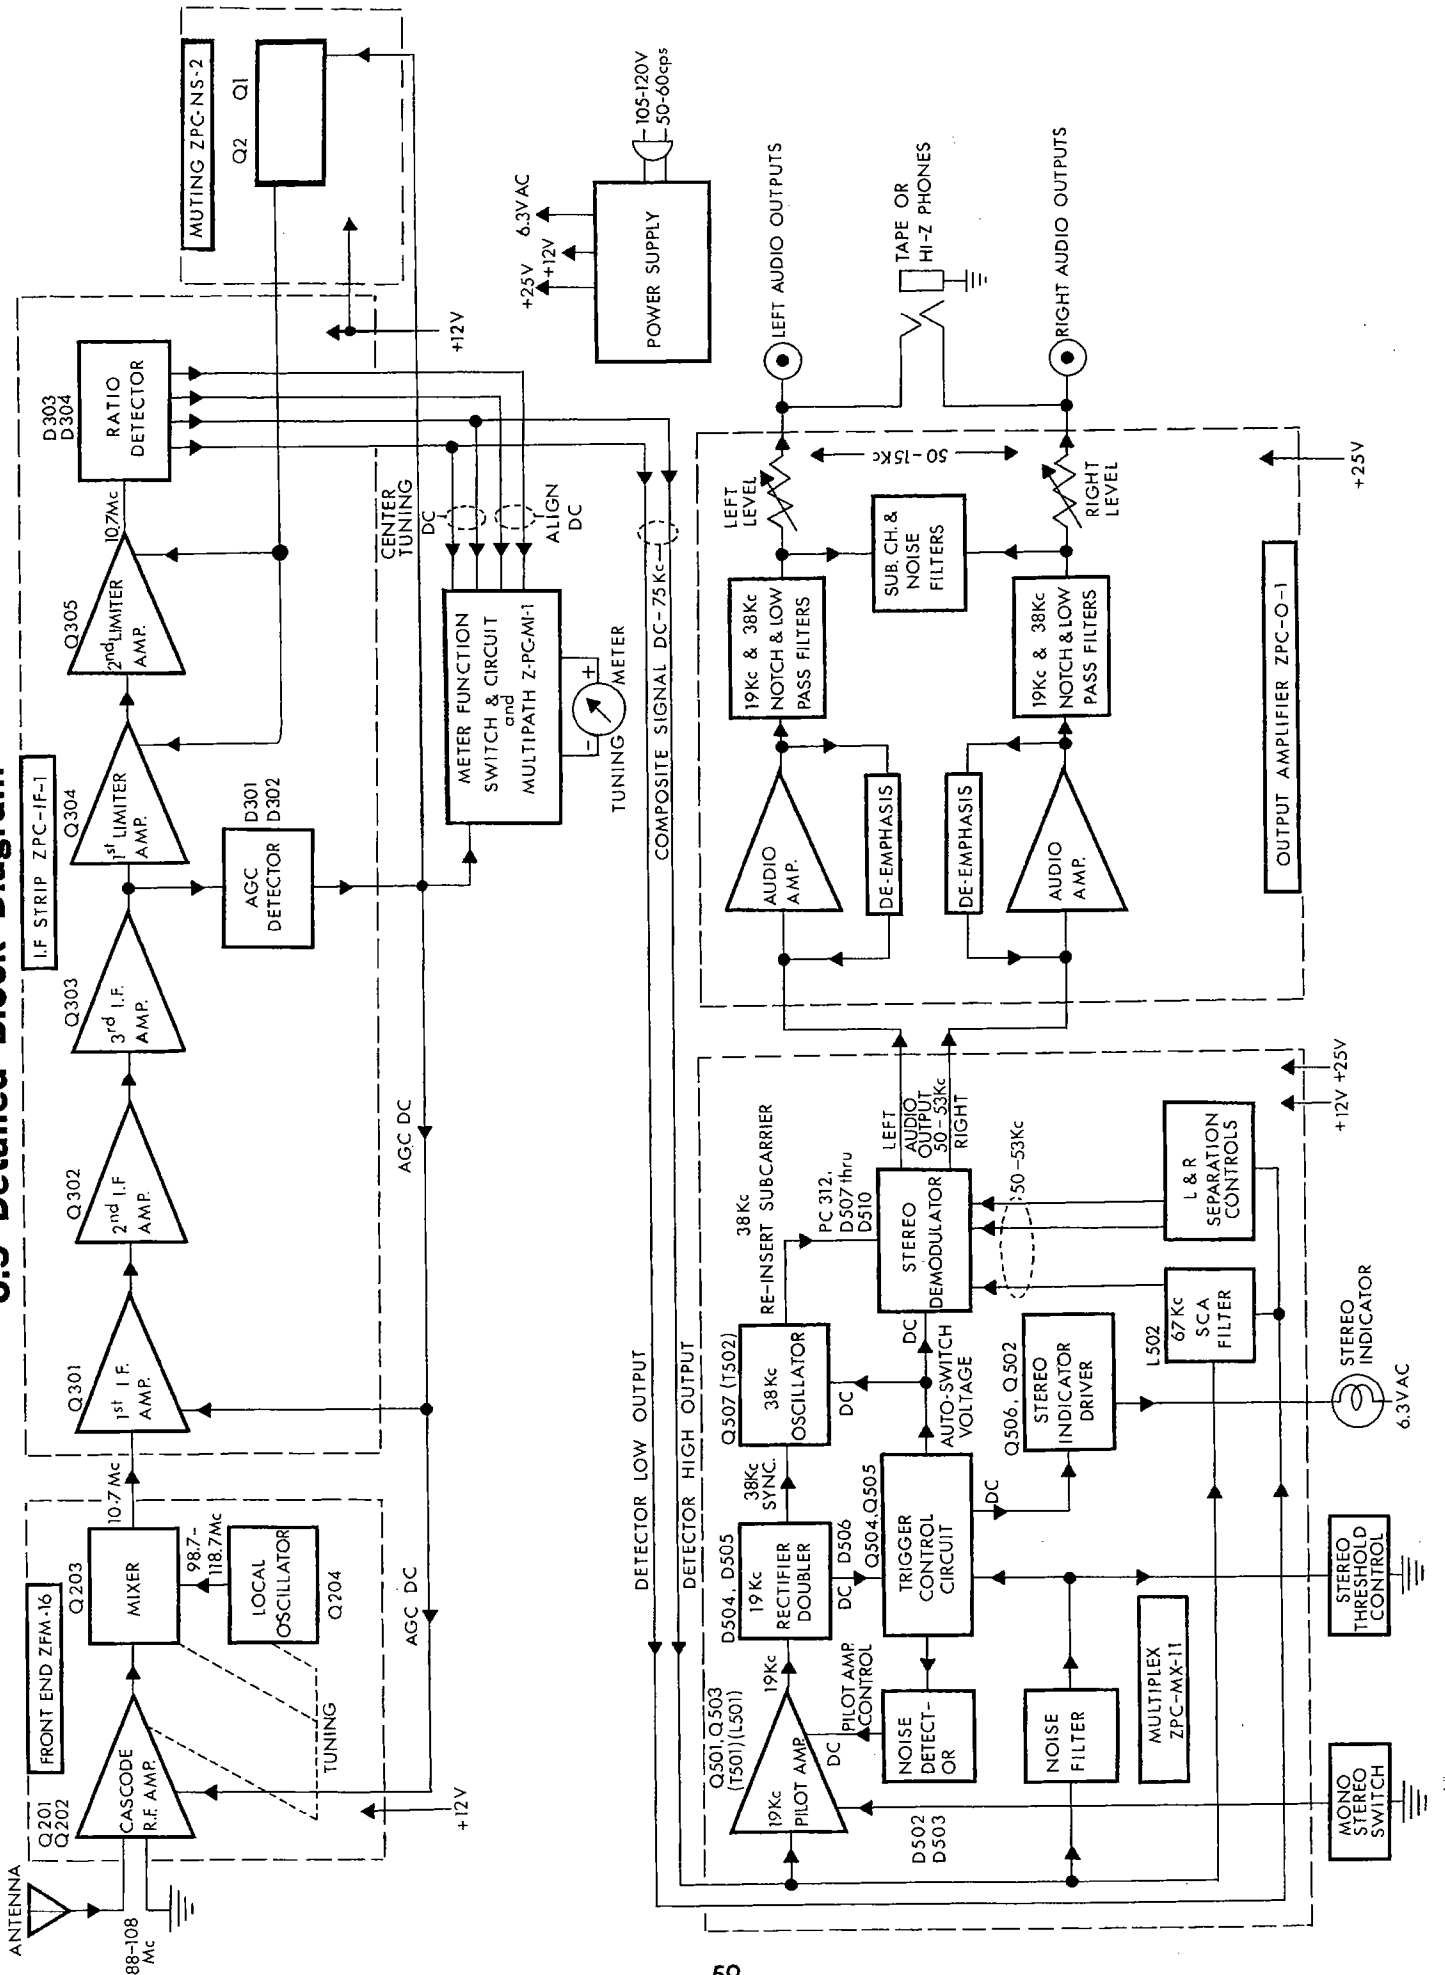 Detailed Block Diagram
ANTENNA
88-108
Mc
Q201
Q202
CASCODE
R.F. AMP.
FRONT END ZFM-16
Q203
MIXER
98.7-
118.7Mc
LOCAL
OSCILLATOR
Q204
TUNING
+12V
10.7 Mc
AGC DC
I.F STRIP ZPC-IF-1
Q301
1st I.F.
AMP.
Q302
2nd I.F
AMP.
Q303
3rd I.F.
AMP.
Q304
1st LIMITER
AMP.
Q305
2nd LIMITER
AMP.
10.7Mc
D303
D304
RATIO
DETECTOR
AGC
DETECTOR
D301
D302
AGC DC
+12V
MUTING ZPC-NS-2
Q2
Q1
CENTER
TUNING
DC
ALIGN
DC
METER FUNCTION
SWITCH & CIRCUIT
and
MULTIPATH Z-PC-MI-1
-
+
TUNING METER
+25V
+12V
6.3V AC
POWER SUPPLY
105-120V
50-60cps
COMPOSITE SIGNAL DC-75Kc
DETECTOR LOW OUTPUT
DETECTOR HIGH OUTPUT
Q501, Q503
(T501) (L501)
19Kc
PILOT AMP.
19Kc
D504, D505
19Kc
RECTIFIER
DOUBLER
38Kc
SYNC.
Q507 (T502)
38Kc
OSCILLATOR
38Kc
RE-INSERT SUBCARRIER
PC 312,
D507 thru
D510
STEREO
DEMODULATOR
LEFT
AUDIO
OUTPUT
50-53Kc
RIGHT
DC
PILOT AMP.
CONTROL
DC
D506
Q504, Q505
TRIGGER
CONTROL
CIRCUIT
DC
DC
AUTO-SWITCH
VOLTAGE
D502
D503
NOISE
DETECT-
OR
DC
Q506, Q502
STEREO
INDICATOR
DRIVER
50-53Kc
NOISE
FILTER
MULTIPLEX
ZPC-MX-11
L502
67Kc
SCA
FILTER
L & R
SEPARATION
CONTROLS
+12V
+25V
MONO
STEREO
SWITCH
STEREO
THRESHOLD
CONTROL
STEREO
INDICATOR
6.3V AC
AUDIO
AMP.
DE-EMPHASIS
DE-EMPHASIS
AUDIO
AMP.
19Kc & 38Kc
NOTCH & LOW
PASS FILTERS
19Kc & 38Kc
NOTCH & LOW
PASS FILTERS
SUB. CH. &
NOISE
FILTERS
LEFT
LEVEL
RIGHT
LEVEL
50-15Kc
LEFT AUDIO OUTPUTS
TAPE OR
HI-Z PHONES
RIGHT AUDIO OUTPUTS
OUTPUT AMPLIFIER ZPC-O-1
+25V